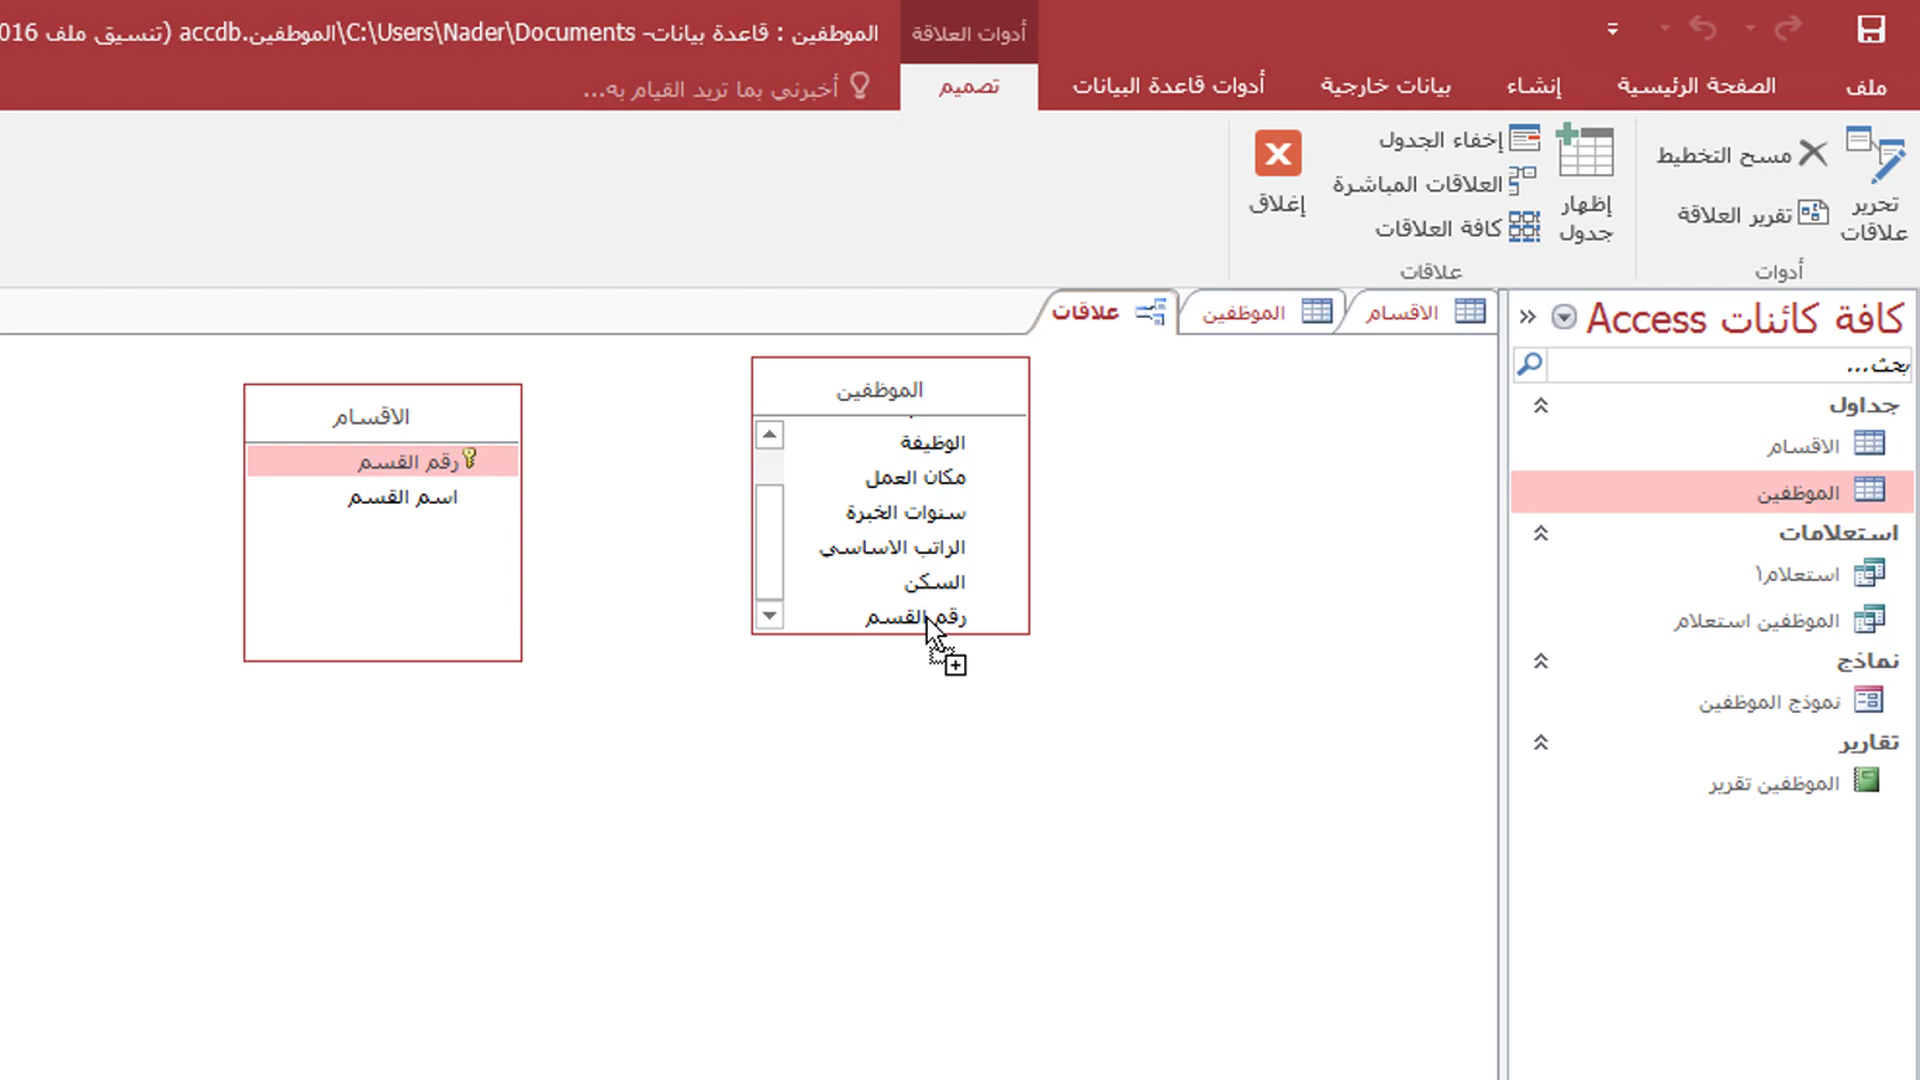 الموظفين : قاعدة بيانات- C:\Users\Nader\Documents\الموظفين.accdb (تنسيق ملف 016
أدوات العلاقة
ملف
الصفحة الرئيسية
إنشاء
بيانات خارجية
أدوات قاعدة البيانات
تصميم
أخبرني بما تريد القيام به...
تحرير علاقات
مسح التخطيط
تقرير العلاقة
أدوات
إظهار جدول
إخفاء الجدول
العلاقات المباشرة
كافة العلاقات
علاقات
إغلاق
كافة كائنات Access
بحث...
جداول
الاقسام
الموظفين
استعلامات
استعلام١
الموظفين استعلام
نماذج
نموذج الموظفين
تقارير
الموظفين تقرير
الاقسام
الموظفين
علاقات
الموظفين
الوظيفة
مكان العمل
سنوات الخبرة
الراتب الاساسي
السكن
رقم القسم
الاقسام
رقم القسم
اسم القسم